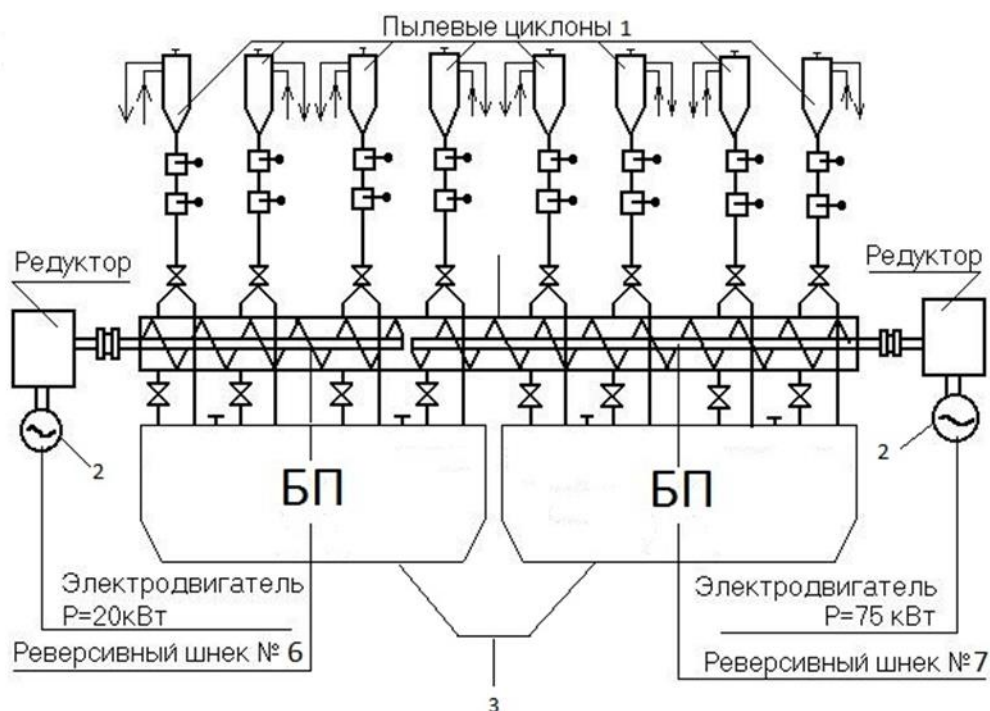 Пылевые циклоны 1
Редуктор
Редуктор
2
2
БП
БП
Электродвигатель
P=20кВт
Электродвигатель
P=75 кВт
Реверсивный шнек № 6
Реверсивный шнек №7
3